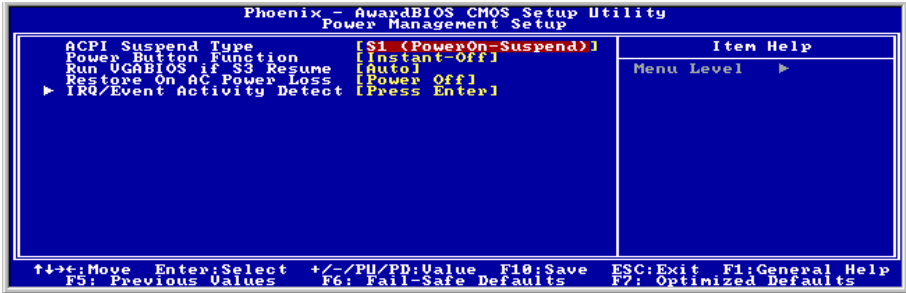 Phoenix - AwardBIOS CMOS Setup Utility
Power Management Setup
ACPI Suspend Type [S1 (PowerOn-Suspend)]
Power Button Function [Instant-Off]
Run VGABIOS if S3 Resume [Auto]
Restore On AC Power Loss [Power Off]
► IRQ/Event Activity Detect [Press Enter]
Item Help
Menu Level ►
↑↓→←:Move Enter:Select +/-/PU/PD:Value F10:Save ESC:Exit F1:General Help
F5: Previous Values F6: Fail-Safe Defaults F7: Optimized Defaults